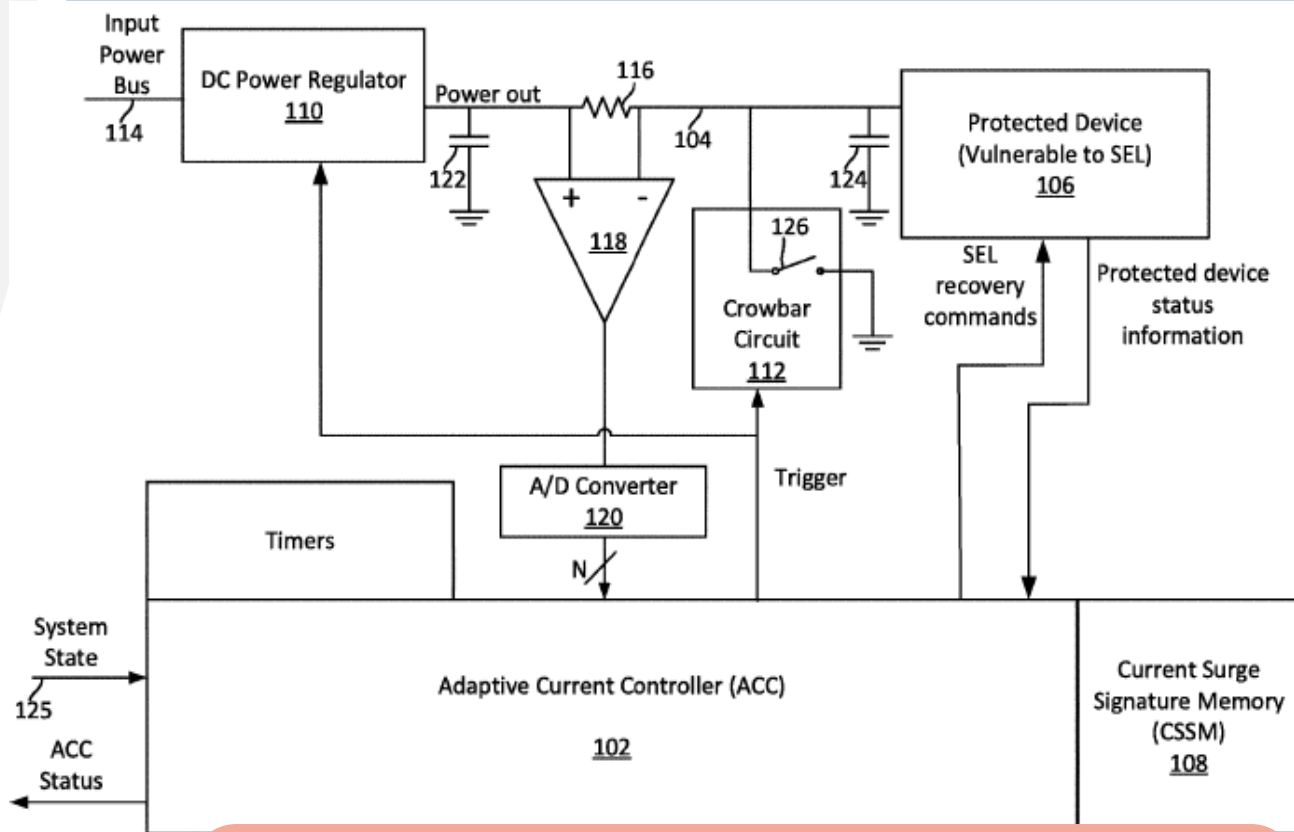 Input
Power
Bus
114
DC Power Regulator
110
Power out
122
116
104
+ -
118
124
Protected Device
(Vulnerable to SEL)
106
126
Crowbar
Circuit
112
SEL
recovery
commands
Protected device
status
information
A/D Converter
120
Trigger
N
Timers
System
State
125
ACC
Status
Adaptive Current Controller (ACC)
102
Current Surge
Signature Memory
(CSSM)
108